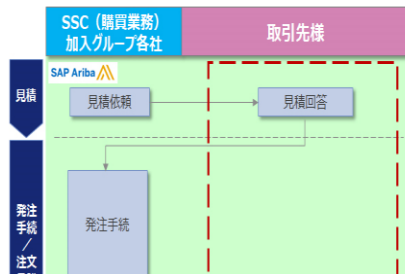 SSC（購買業務）
加入グループ各社
取引先様
見積
SAP Ariba
見積依頼
見積回答
発注
手続
／
注文
発注手続